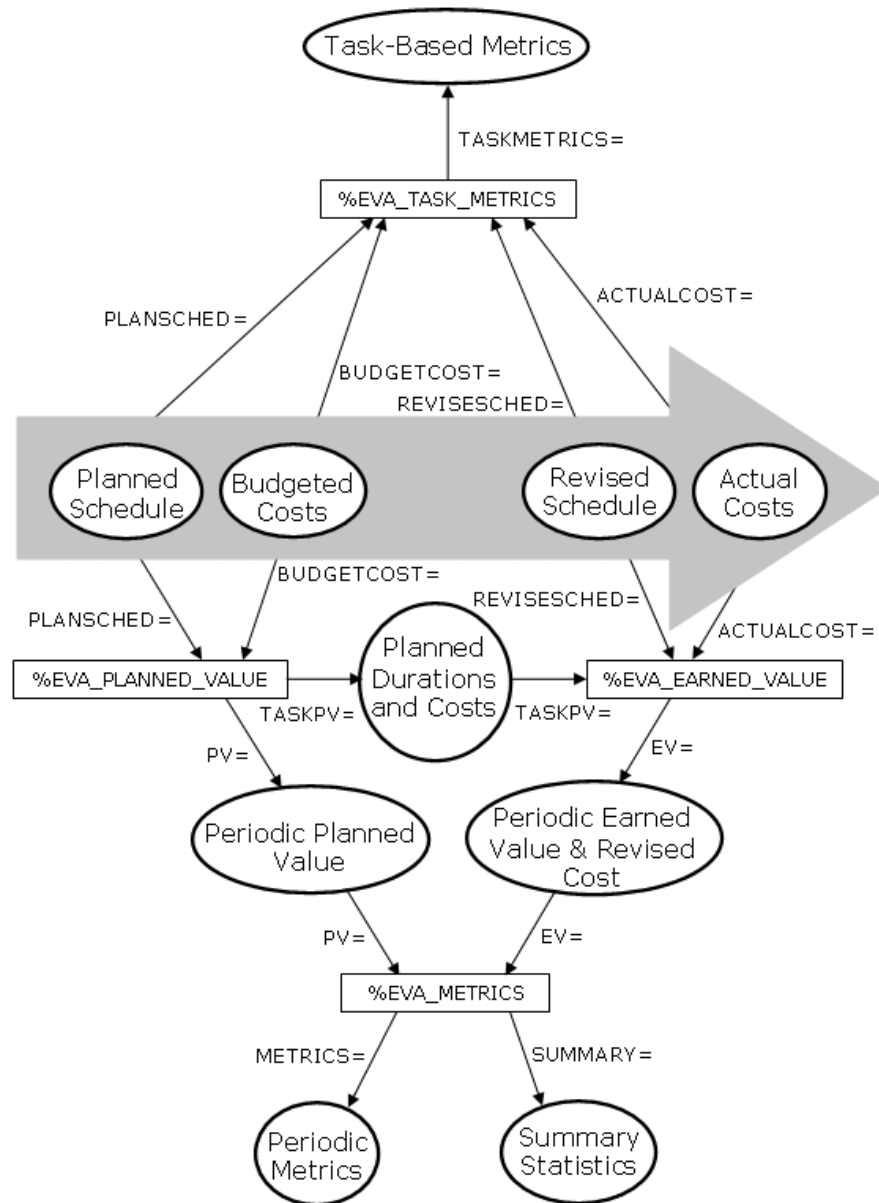 Task-Based Metrics
TASKMETRICS=
%EVA_TASK_METRICS
PLANSCHED=
ACTUALCOST=
BUDGETCOST=
REVISESCHED=
Planned
Schedule
Budgeted
Costs
Revised
Schedule
Actual
Costs
BUDGETCOST=
REVISESCHED=
PLANSCHED=
ACTUALCOST=
%EVA_PLANNED_VALUE
TASKPV=
Planned
Durations
and Costs
TASKPV=
%EVA_EARNED_VALUE
PV=
EV=
Periodic Planned
Value
Periodic Earned
Value & Revised
Cost
PV=
EV=
%EVA_METRICS
METRICS=
SUMMARY=
Periodic
Metrics
Summary
Statistics